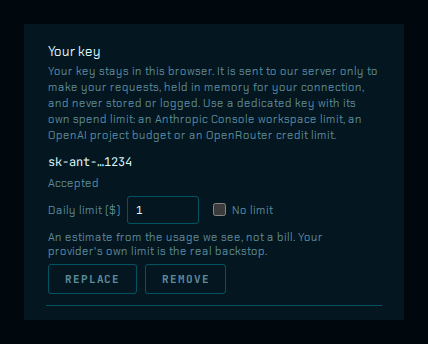 Your key
Your key stays in this browser. It is sent to our server only to
make your requests, held in memory for your connection,
and never stored or logged. Use a dedicated key with its
own spend limit: an Anthropic Console workspace limit, an
OpenAI project budget or an OpenRouter credit limit.
sk-ant-…1234
Accepted
Daily limit ($) 1 No limit
An estimate from the usage we see, not a bill. Your
provider's own limit is the real backstop.
REPLACE REMOVE